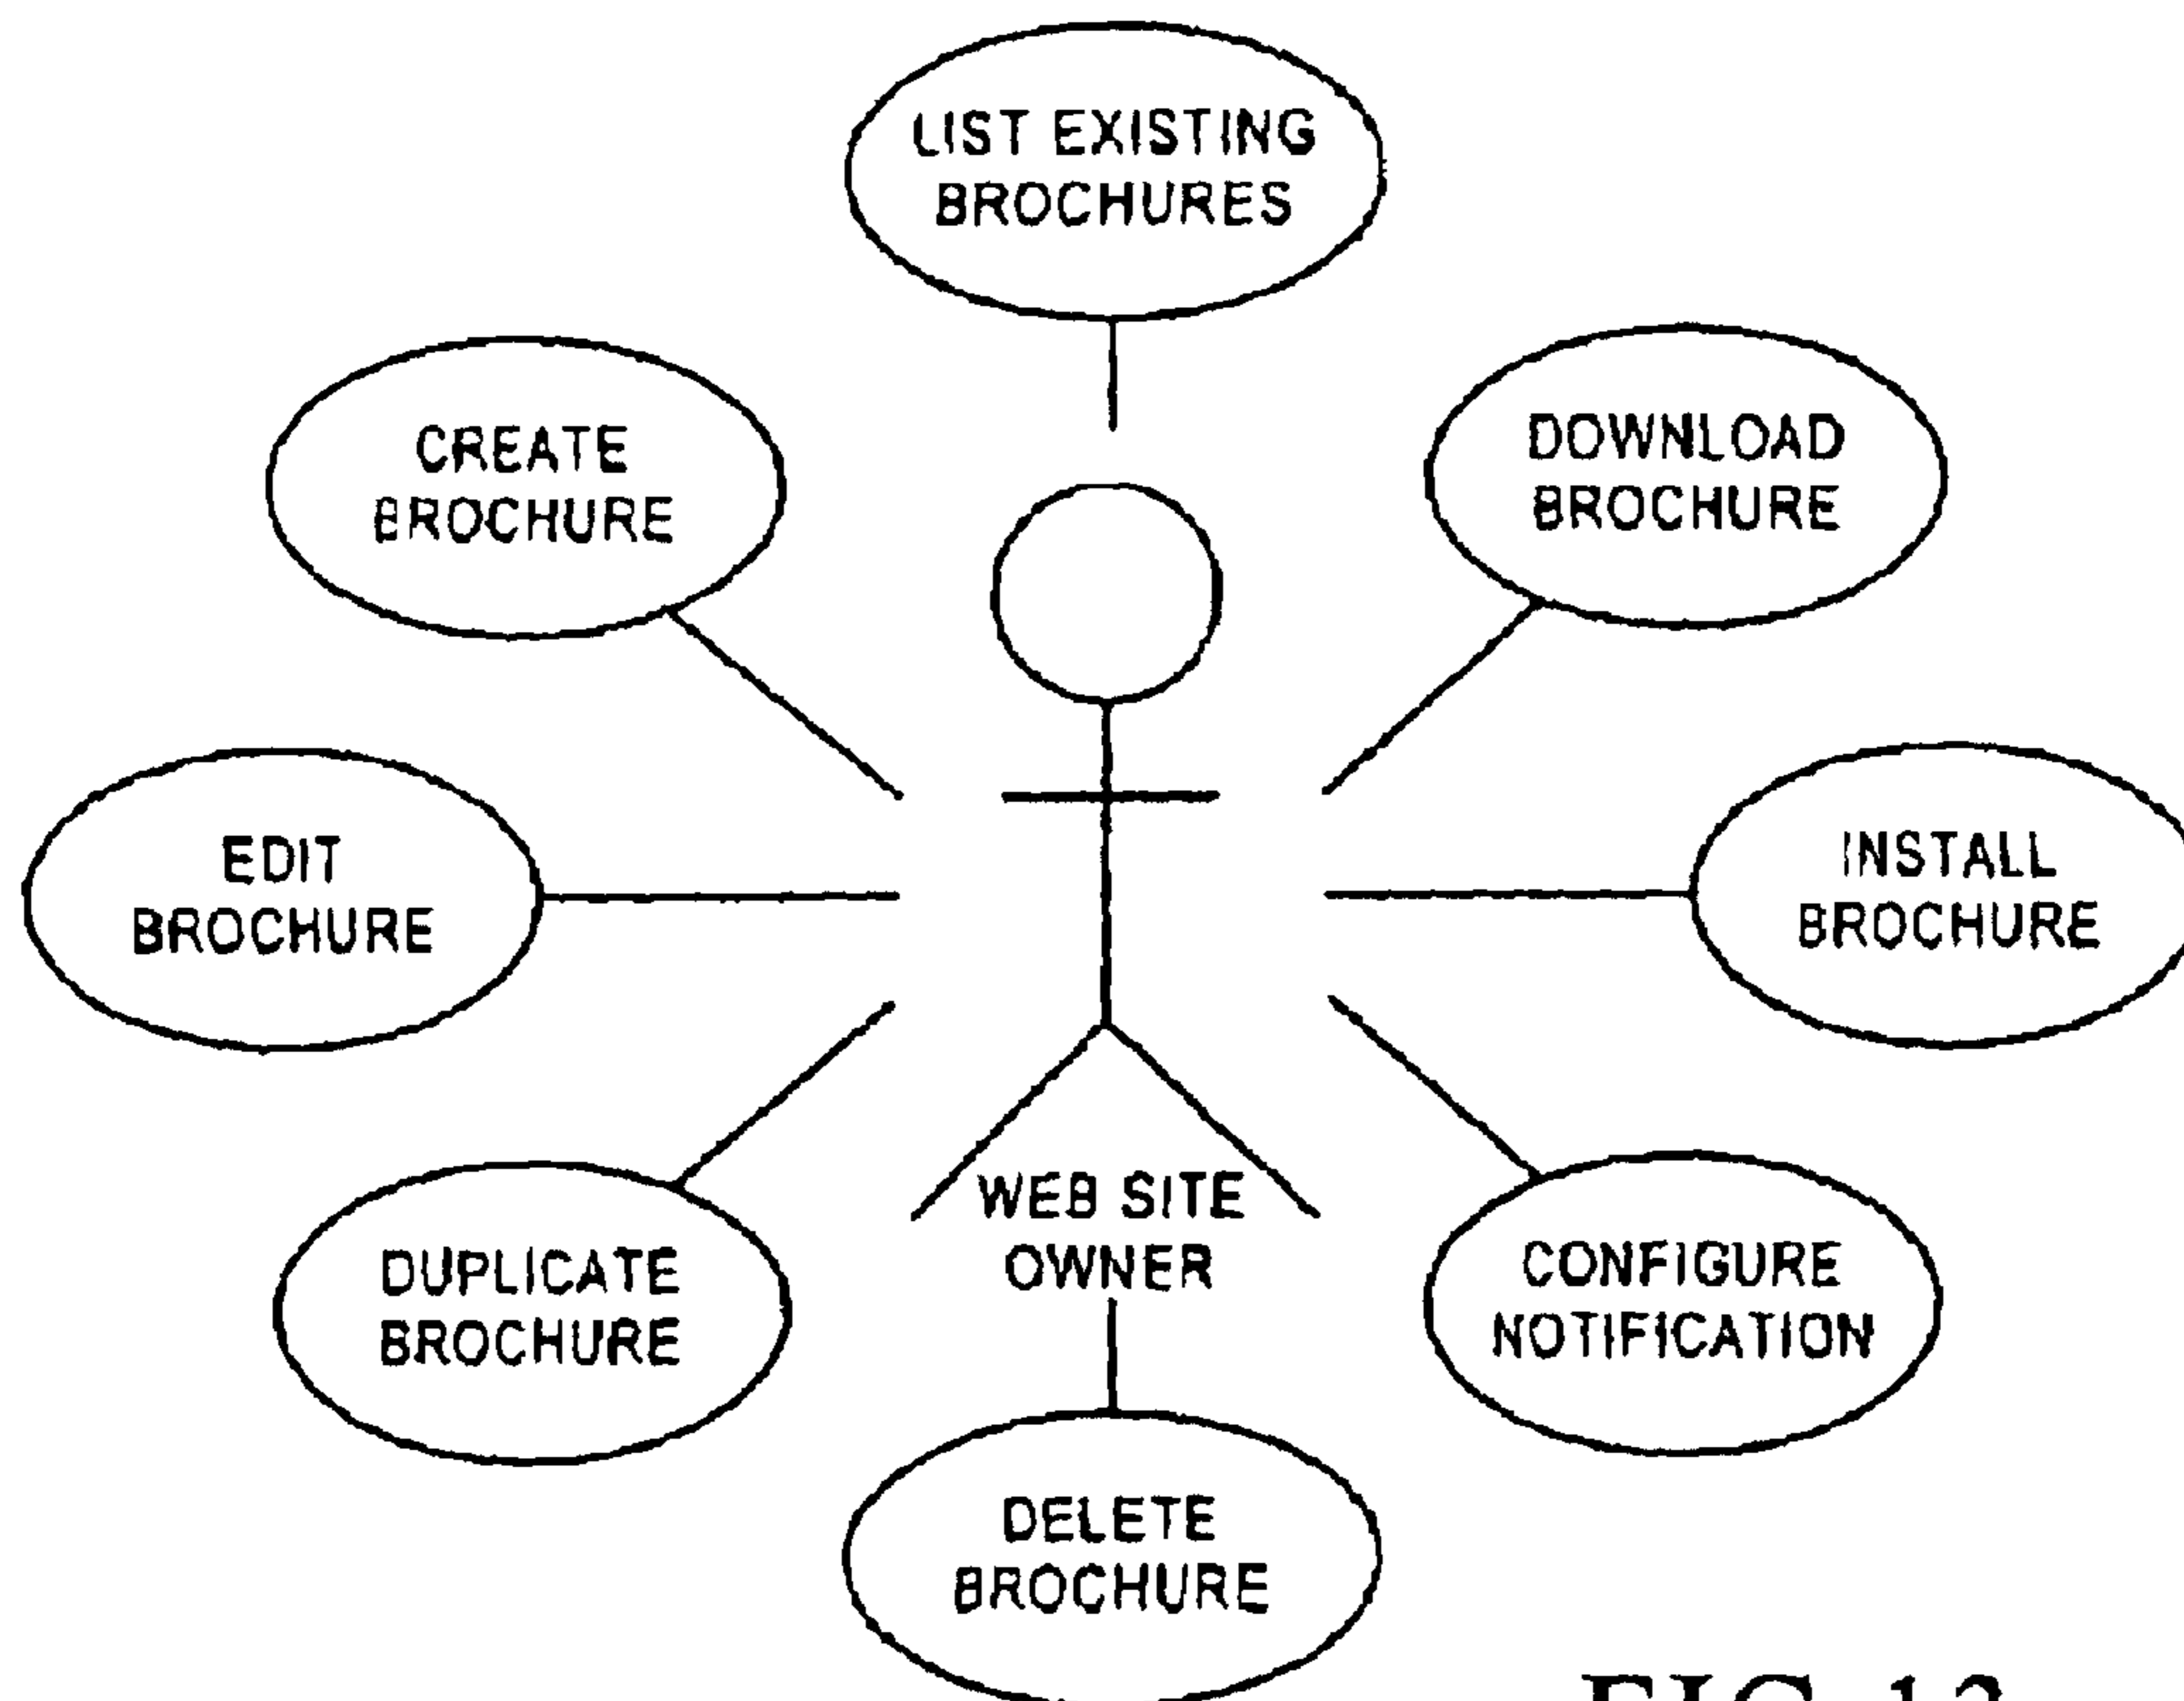 LIST EXISTING
BROCHURES
CREATE
BROCHURE
DOWNLOAD
BROCHURE
EDIT
BROCHURE
INSTALL
BROCHURE
WEB SITE
OWNER
DUPLICATE
BROCHURE
CONFIGURE
NOTIFICATION
DELETE
BROCHURE